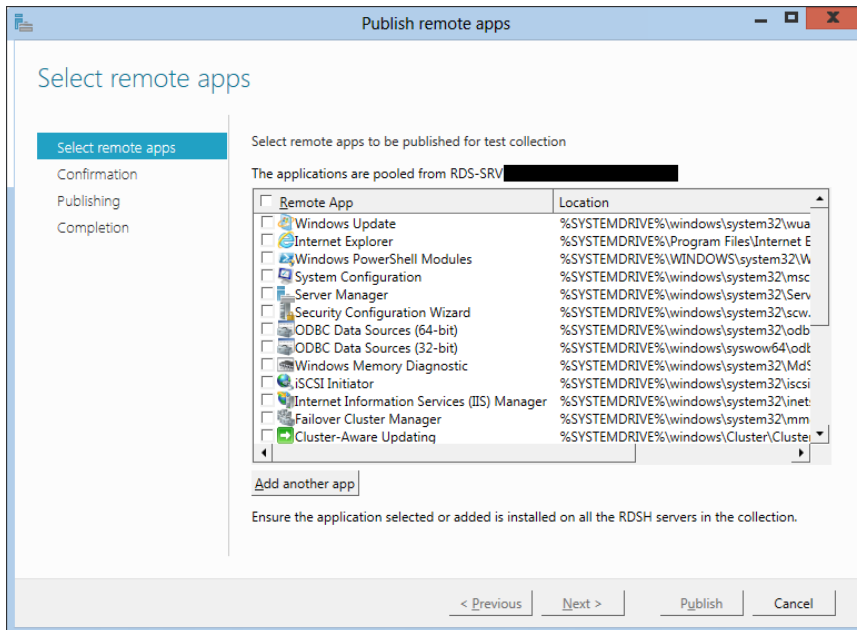 Publish remote apps
Select remote apps
Select remote apps
Confirmation
Publishing
Completion
Select remote apps to be published for test collection
The applications are pooled from RDS-SRV
Remote App Location
Windows Update %SYSTEMDRIVE%\windows\system32\wua
Internet Explorer %SYSTEMDRIVE%\Program Files\Internet E
Windows PowerShell Modules %SYSTEMDRIVE%\WINDOWS\system32\W
System Configuration %SYSTEMDRIVE%\windows\system32\msc
Server Manager %SYSTEMDRIVE%\windows\system32\Serv
Security Configuration Wizard %SYSTEMDRIVE%\windows\system32\scw.
ODBC Data Sources (64-bit) %SYSTEMDRIVE%\windows\system32\odb
ODBC Data Sources (32-bit) %SYSTEMDRIVE%\windows\syswow64\odb
Windows Memory Diagnostic %SYSTEMDRIVE%\windows\system32\MdS
iSCSI Initiator %SYSTEMDRIVE%\windows\system32\iscsi
Internet Information Services (IIS) Manager %SYSTEMDRIVE%\windows\system32\inet
Failover Cluster Manager %SYSTEMDRIVE%\windows\system32\mm
Cluster-Aware Updating %SYSTEMDRIVE%\windows\Cluster\Cluste
Add another app
Ensure the application selected or added is installed on all the RDSH servers in the collection.
< Previous Next > Publish Cancel